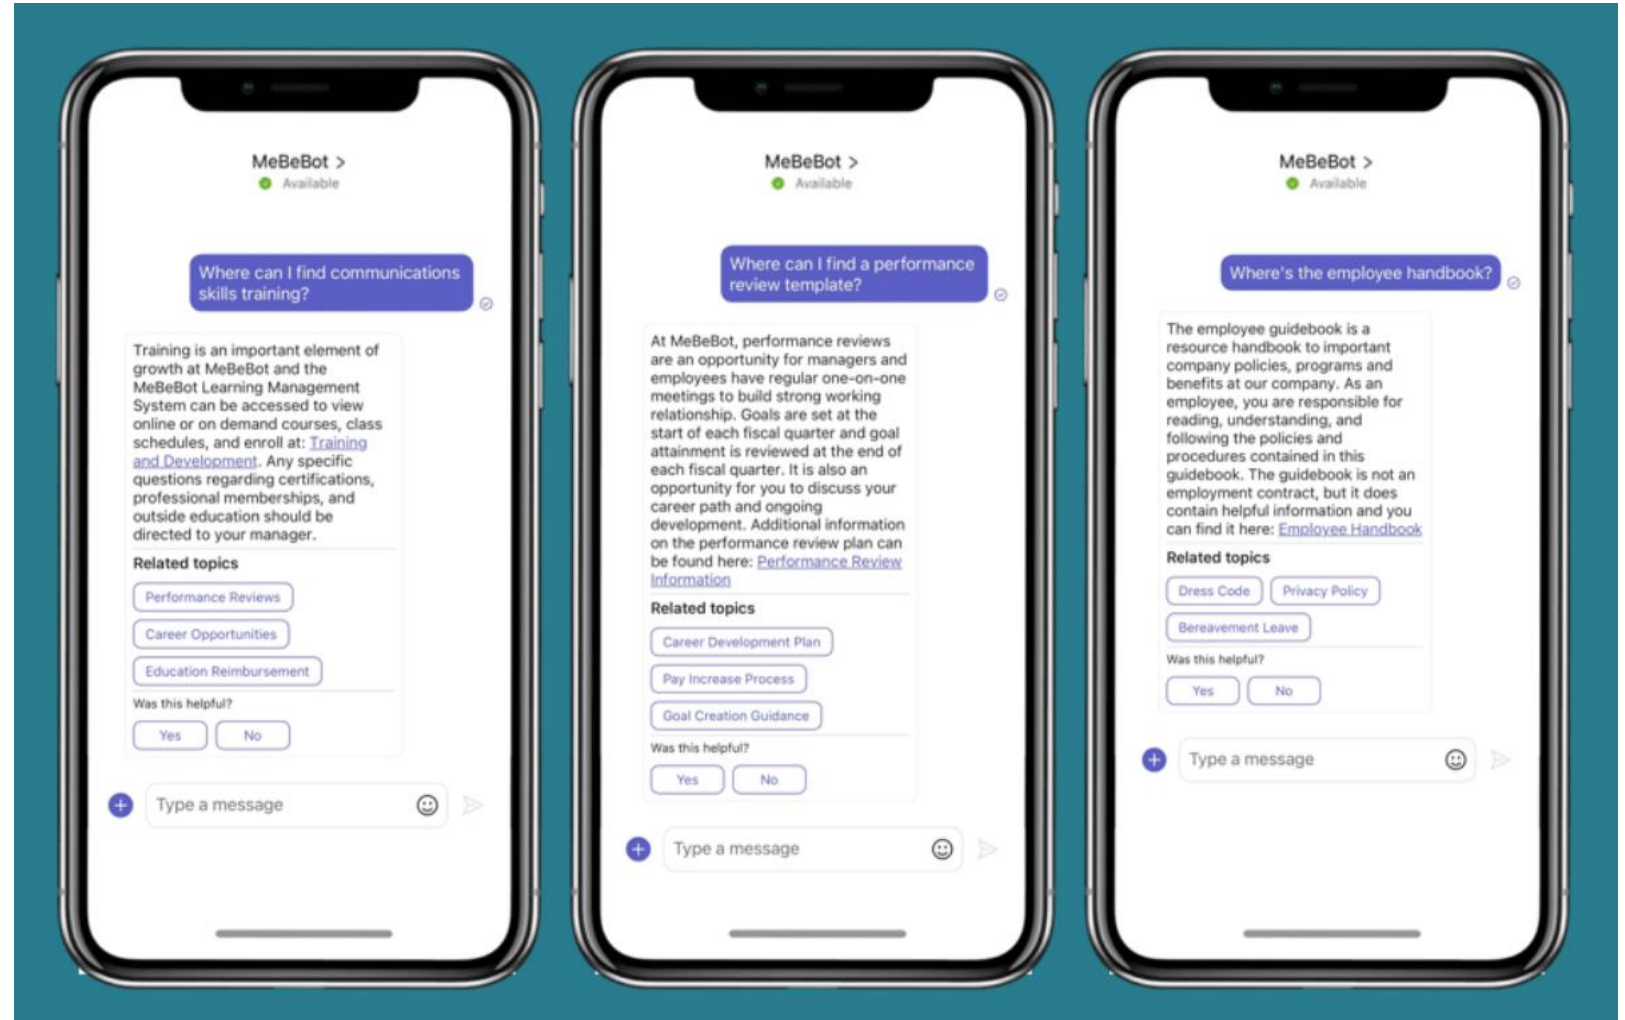 MeBeBot >
Available
Where can I find communications
skills training?
Training is an important element of
growth at MeBeBot and the
MeBeBot Learning Management
System can be accessed to view
online or on demand courses, class
schedules, and enroll at: Training
and Development. Any specific
questions regarding certifications,
professional memberships, and
outside education should be
directed to your manager.
Related topics
Performance Reviews
Career Opportunities
Education Reimbursement
Was this helpful?
Yes No
Type a message
MeBeBot >
Available
Where can I find a performance
review template?
At MeBeBot, performance reviews
are an opportunity for managers and
employees have regular one-on-one
meetings to build strong working
relationship. Goals are set at the
start of each fiscal quarter and goal
attainment is reviewed at the end of
each fiscal quarter. It is also an
opportunity for you to discuss your
career path and ongoing
development. Additional information
on the performance review plan can
be found here: Performance Review
Information
Related topics
Career Development Plan
Pay Increase Process
Goal Creation Guidance
Was this helpful?
Yes No
Type a message
MeBeBot >
Available
Where's the employee handbook?
The employee guidebook is a
resource handbook to important
company policies, programs and
benefits at our company. As an
employee, you are responsible for
reading, understanding, and
following the policies and
procedures contained in this
guidebook. The guidebook is not an
employment contract, but it does
contain helpful information and you
can find it here: Employee Handbook
Related topics
Dress Code Privacy Policy
Bereavement Leave
Was this helpful?
Yes No
Type a message